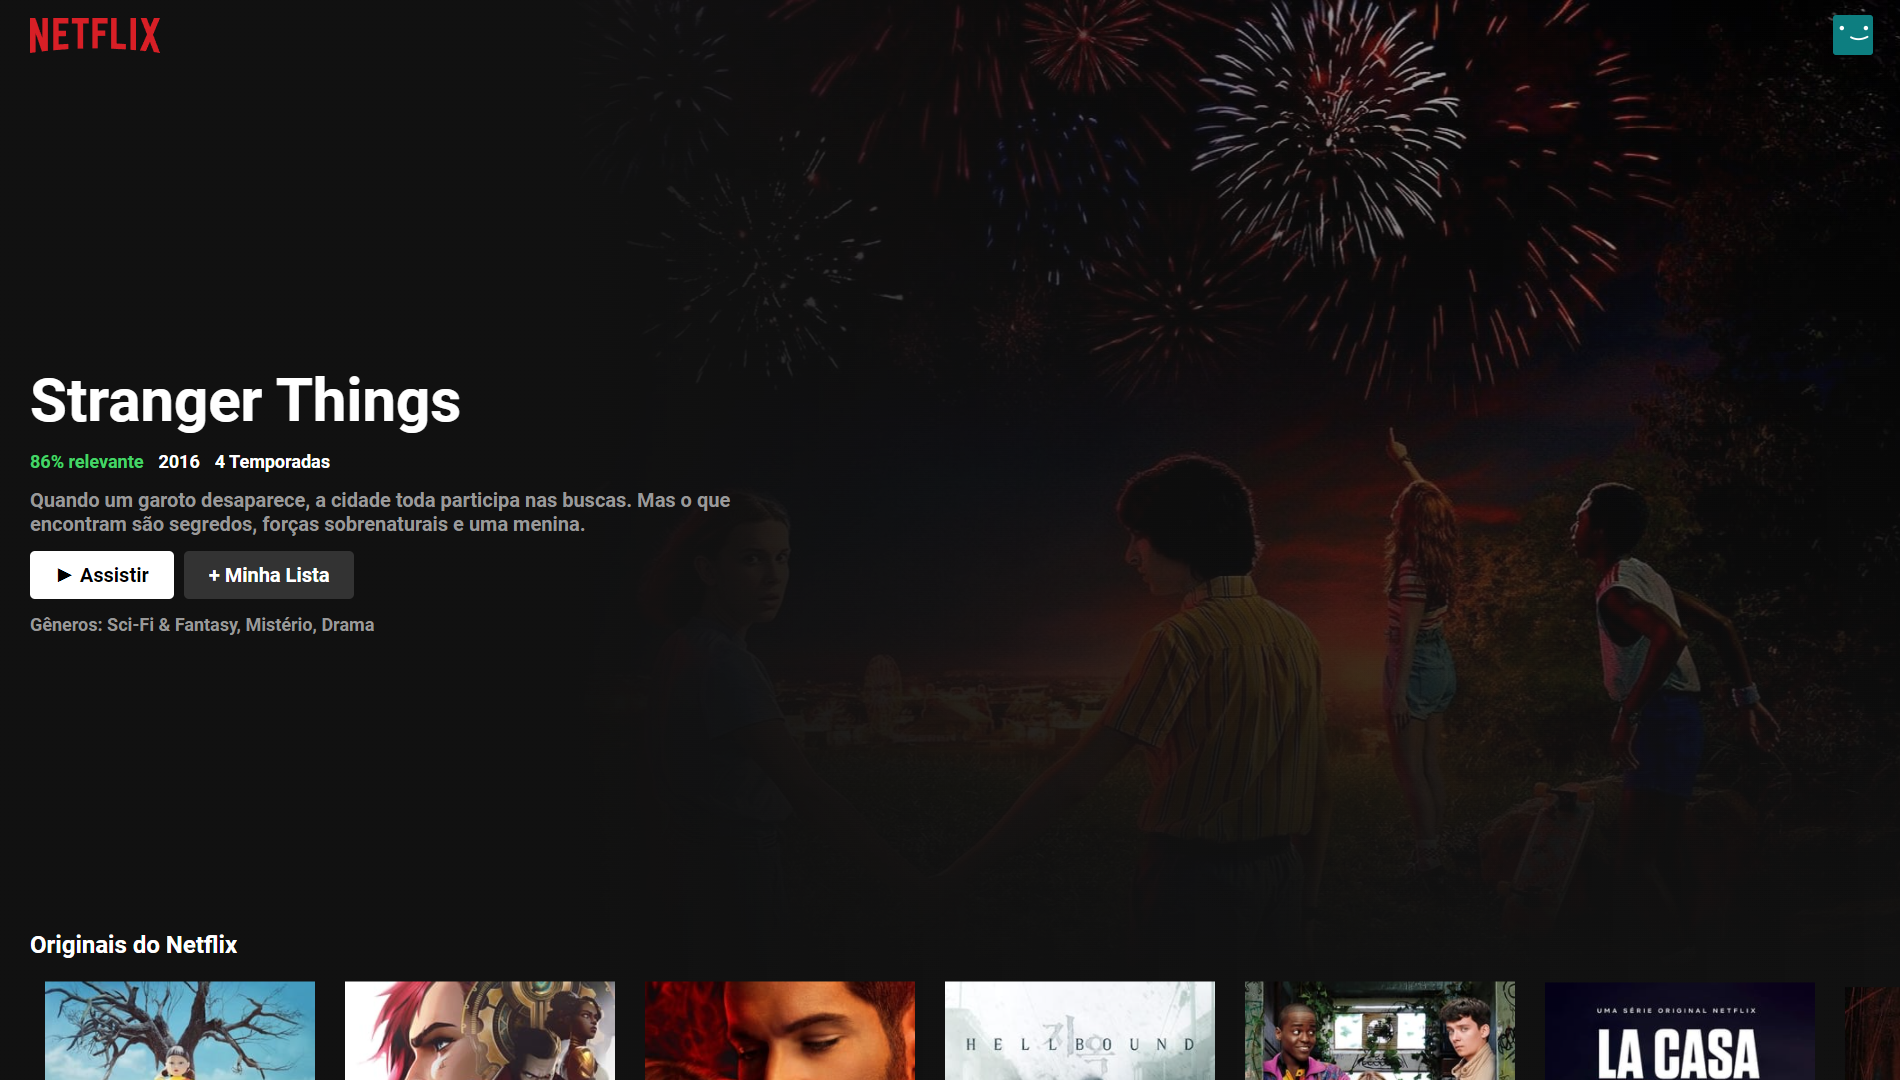 NETFLIX
Stranger Things
86% relevante 2016 4 Temporadas
Quando um garoto desaparece, a cidade toda participa nas buscas. Mas o que
encontram são segredos, forças sobrenaturais e uma menina.
► Assistir + Minha Lista
Gêneros: Sci-Fi & Fantasy, Mistério, Drama
Originais do Netflix
HELLBOUND
UMA SÉRIE ORIGINAL NETFLIX
LA CASA